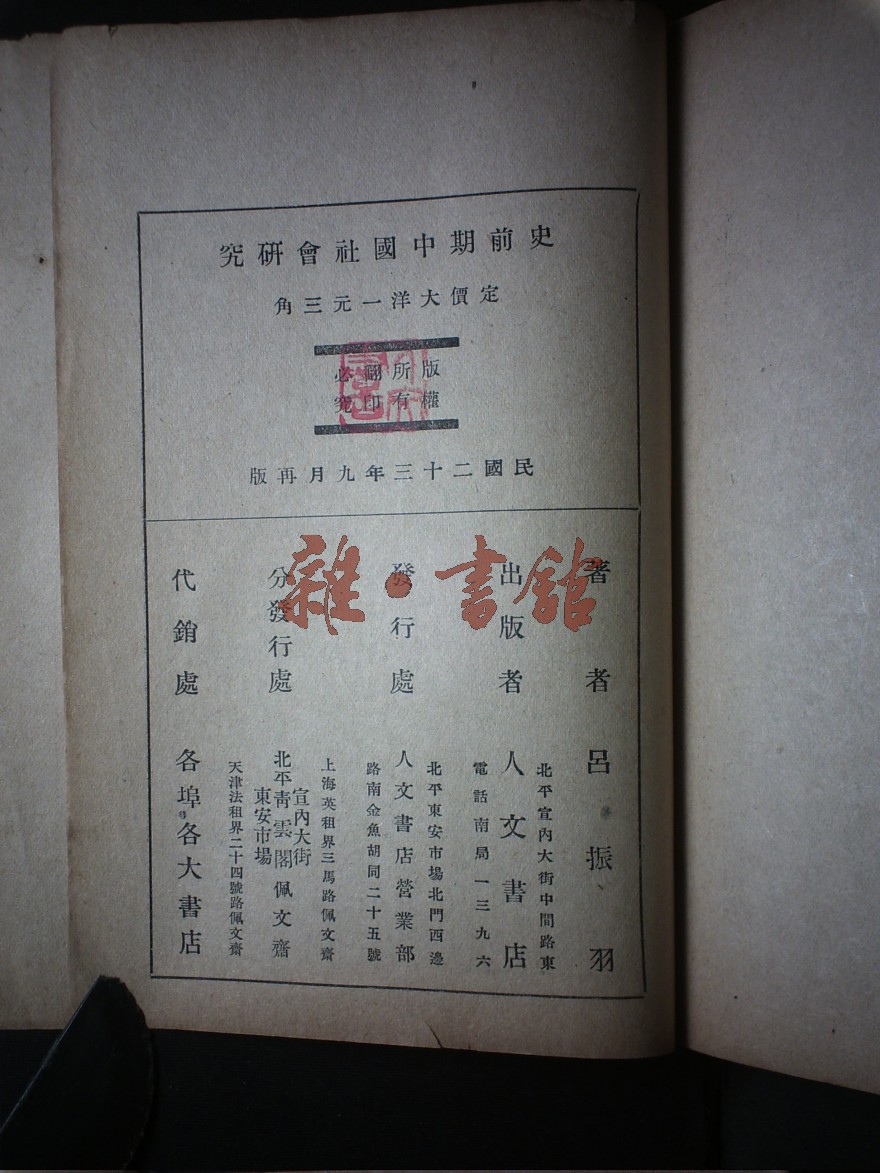 史前期中國社會研究
定價大洋一元三角
版權
所有
翻印
必究
民國二十三年九月再版
著者 呂振羽
北平宣內大街中間路東
出版者 人文書店
電話南局一三九六
北平東安市場北門西邊
發行處 人文書店營業部
路南金魚胡同二十五號
上海英租界三馬路佩文齋
宣內大街
分發行處 北平青雲閣佩文齋
東安市場
天津法租界二十四號路佩文齋
代銷處 各埠各大書店
雜·書館